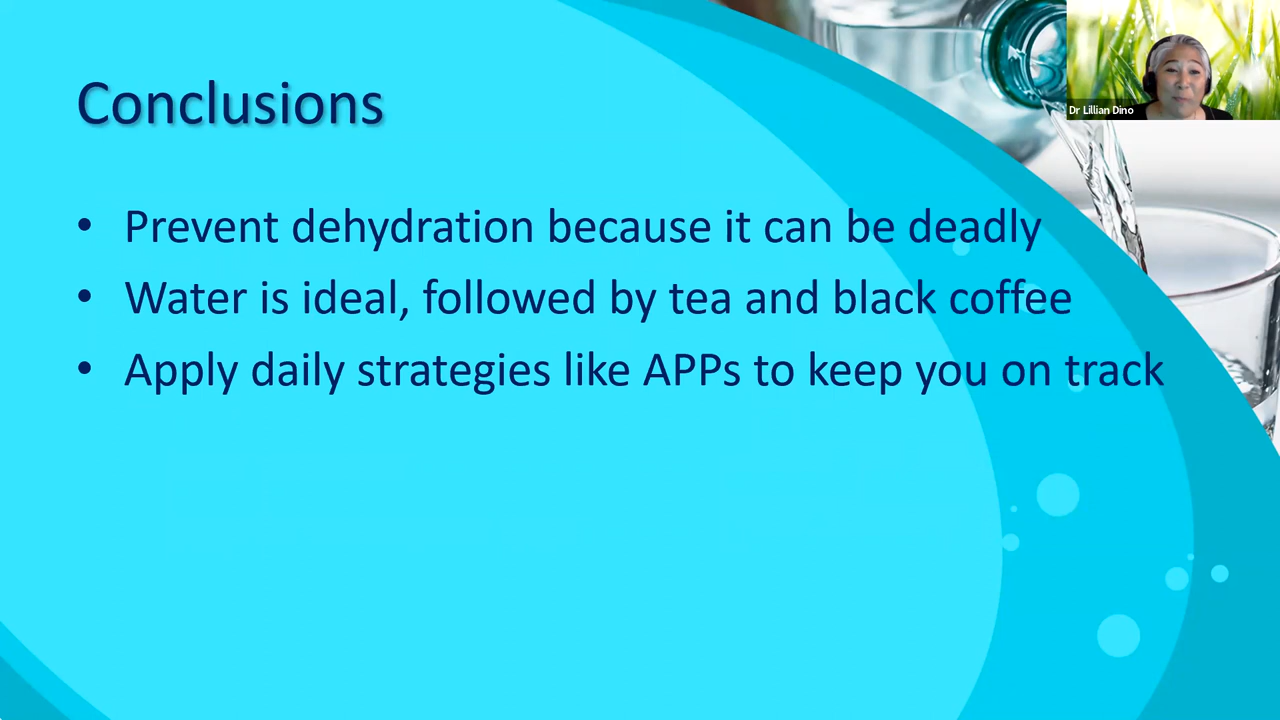 Conclusions
• Prevent dehydration because it can be deadly
• Water is ideal, followed by tea and black coffee
• Apply daily strategies like APPs to keep you on track
Dr Lillian Dino